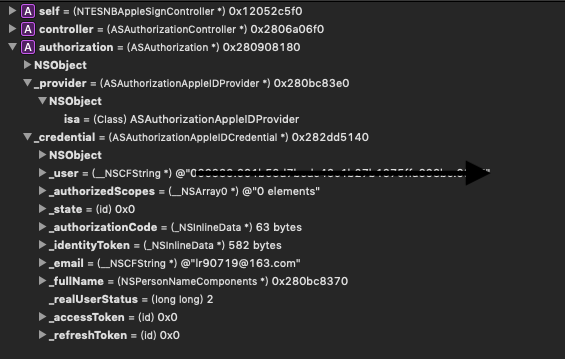 A self = (NTESNBAppleSignController *) 0x12052c5f0
A controller = (ASAuthorizationController *) 0x2806a06f0
A authorization = (ASAuthorization *) 0x280908180
NSObject
_provider = (ASAuthorizationAppleIDProvider *) 0x280bc83e0
NSObject
isa = (Class) ASAuthorizationAppleIDProvider
_credential = (ASAuthorizationAppleIDCredential *) 0x282dd5140
NSObject
_user = (__NSCFString *) @"0
_authorizedScopes = (__NSArray0 *) @"0 elements"
_state = (id) 0x0
_authorizationCode = (_NSInlineData *) 63 bytes
_identityToken = (_NSInlineData *) 582 bytes
_email = (__NSCFString *) @"lr90719@163.com"
_fullName = (NSPersonNameComponents *) 0x280bc8370
_realUserStatus = (long long) 2
_accessToken = (id) 0x0
_refreshToken = (id) 0x0